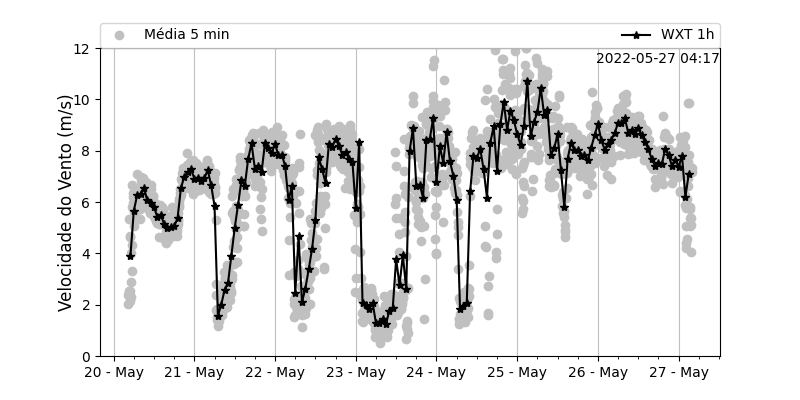 Média 5 min
WXT 1h
2022-05-27 04:17
Velocidade do Vento (m/s)
12
10
8
6
4
2
0
20 - May
21 - May
22 - May
23 - May
24 - May
25 - May
26 - May
27 - May